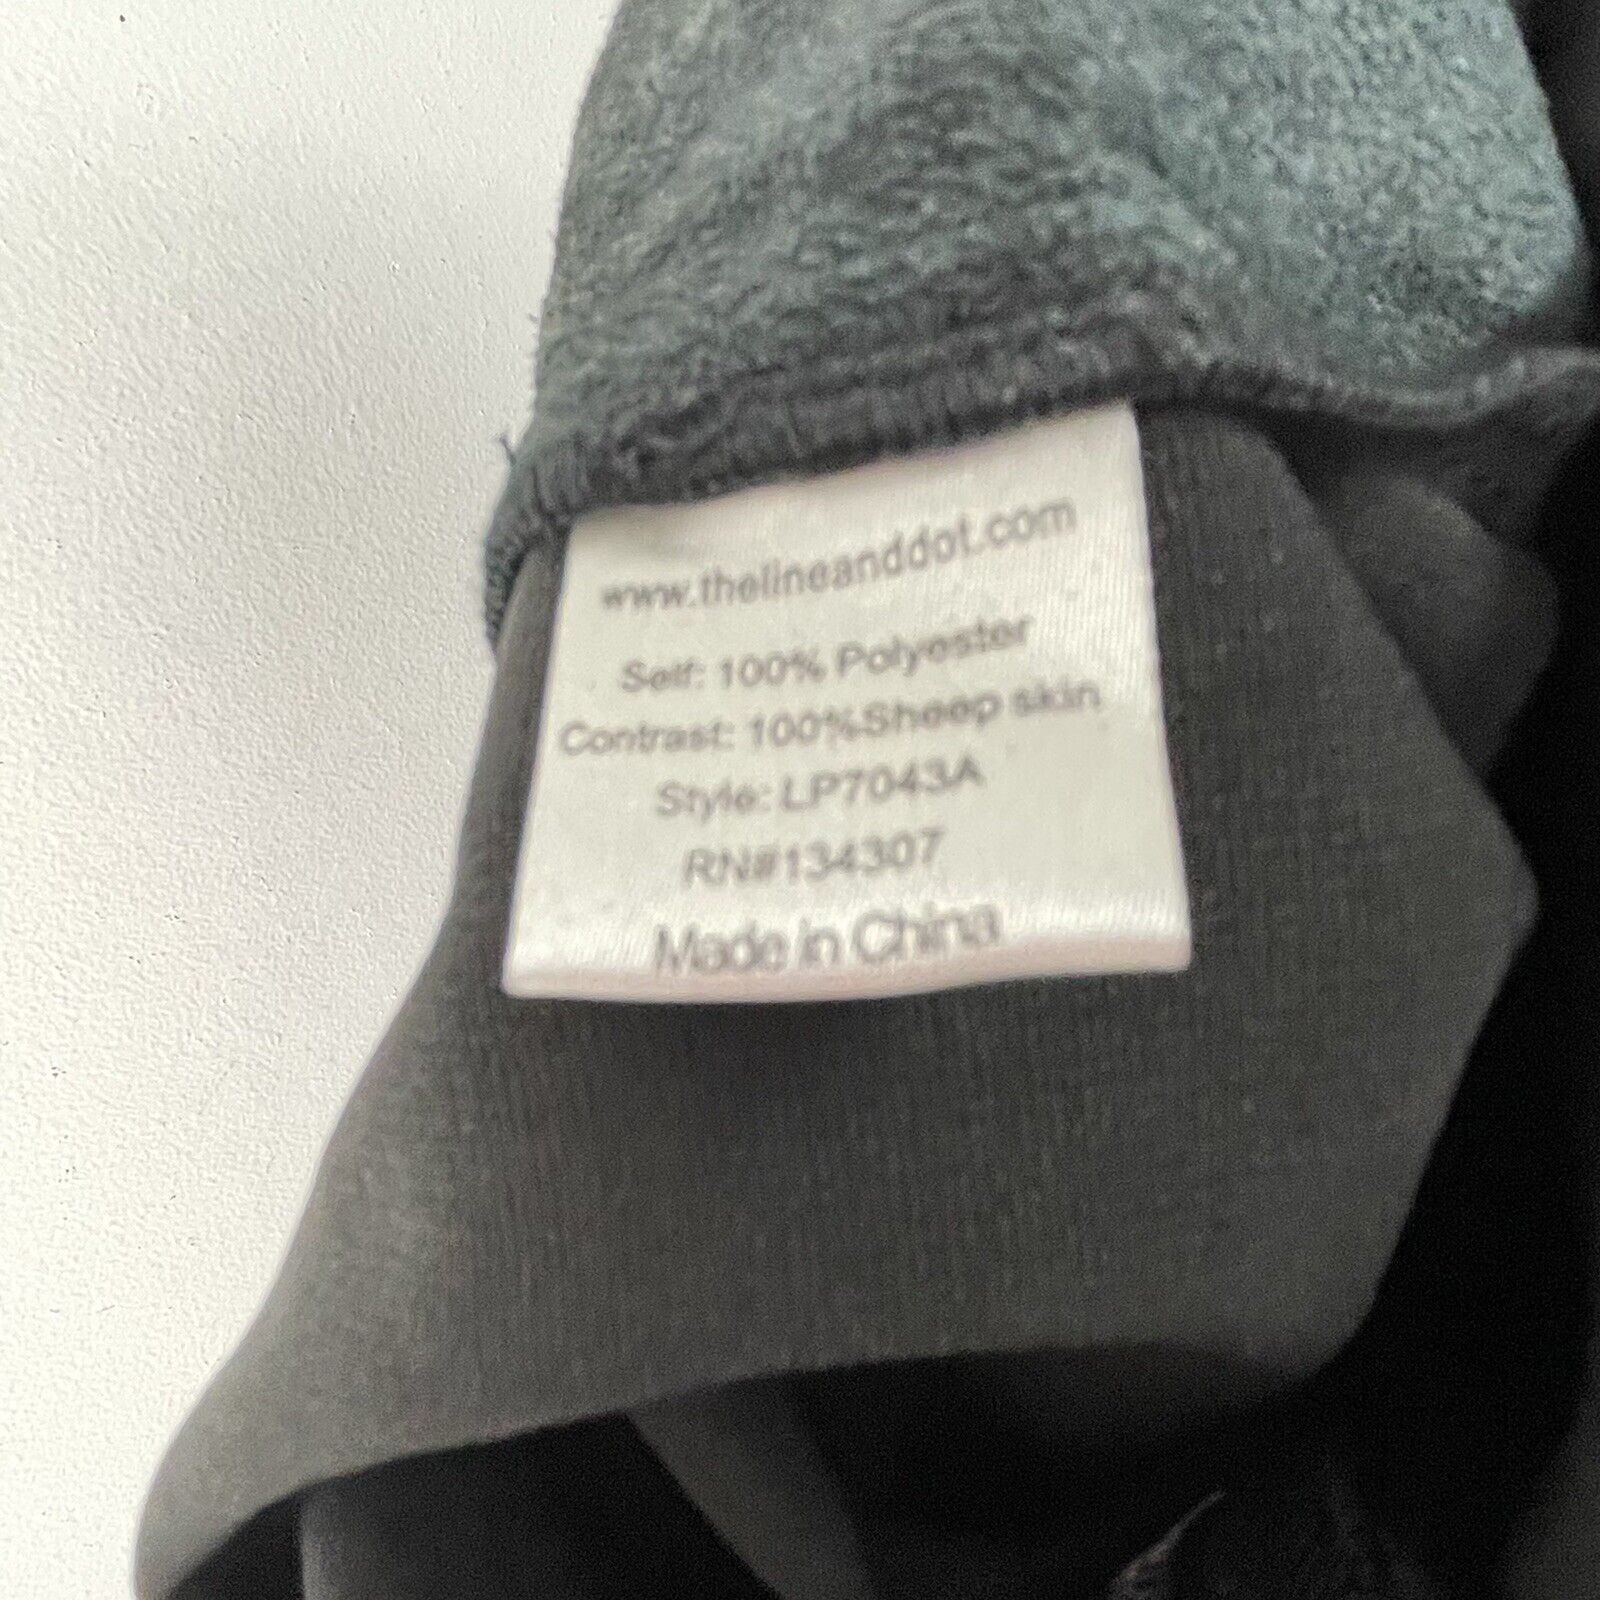 www.thelineanddot.com
Self: 100% Polyester
Contrast: 100%Sheep skin
Style: LP7043A
RN#134307
Made in China